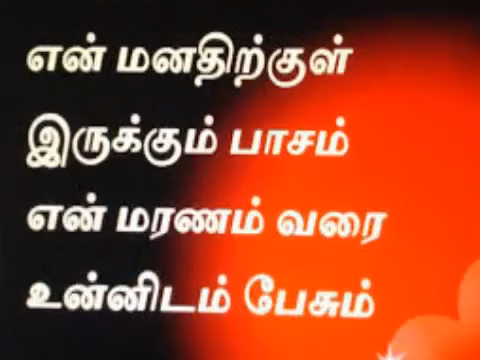 என் மனதிற்குள்
இருக்கும் பாசம்
என் மரணம் வரை
உன்னிடம் பேசும்